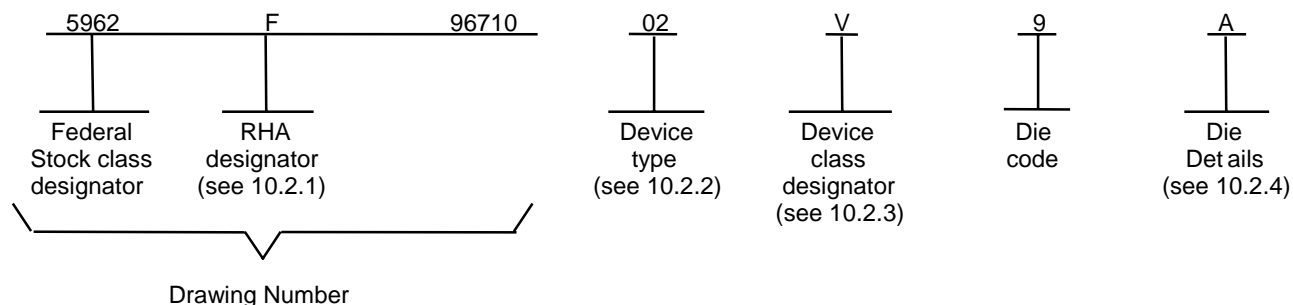 5962 F 96710 02 V 9 A
Federal
Stock class
designator
RHA
designator
(see 10.2.1)
Device
type
(see 10.2.2)
Device
class
designator
(see 10.2.3)
Die
code
Die
Det ails
(see 10.2.4)
Drawing Number